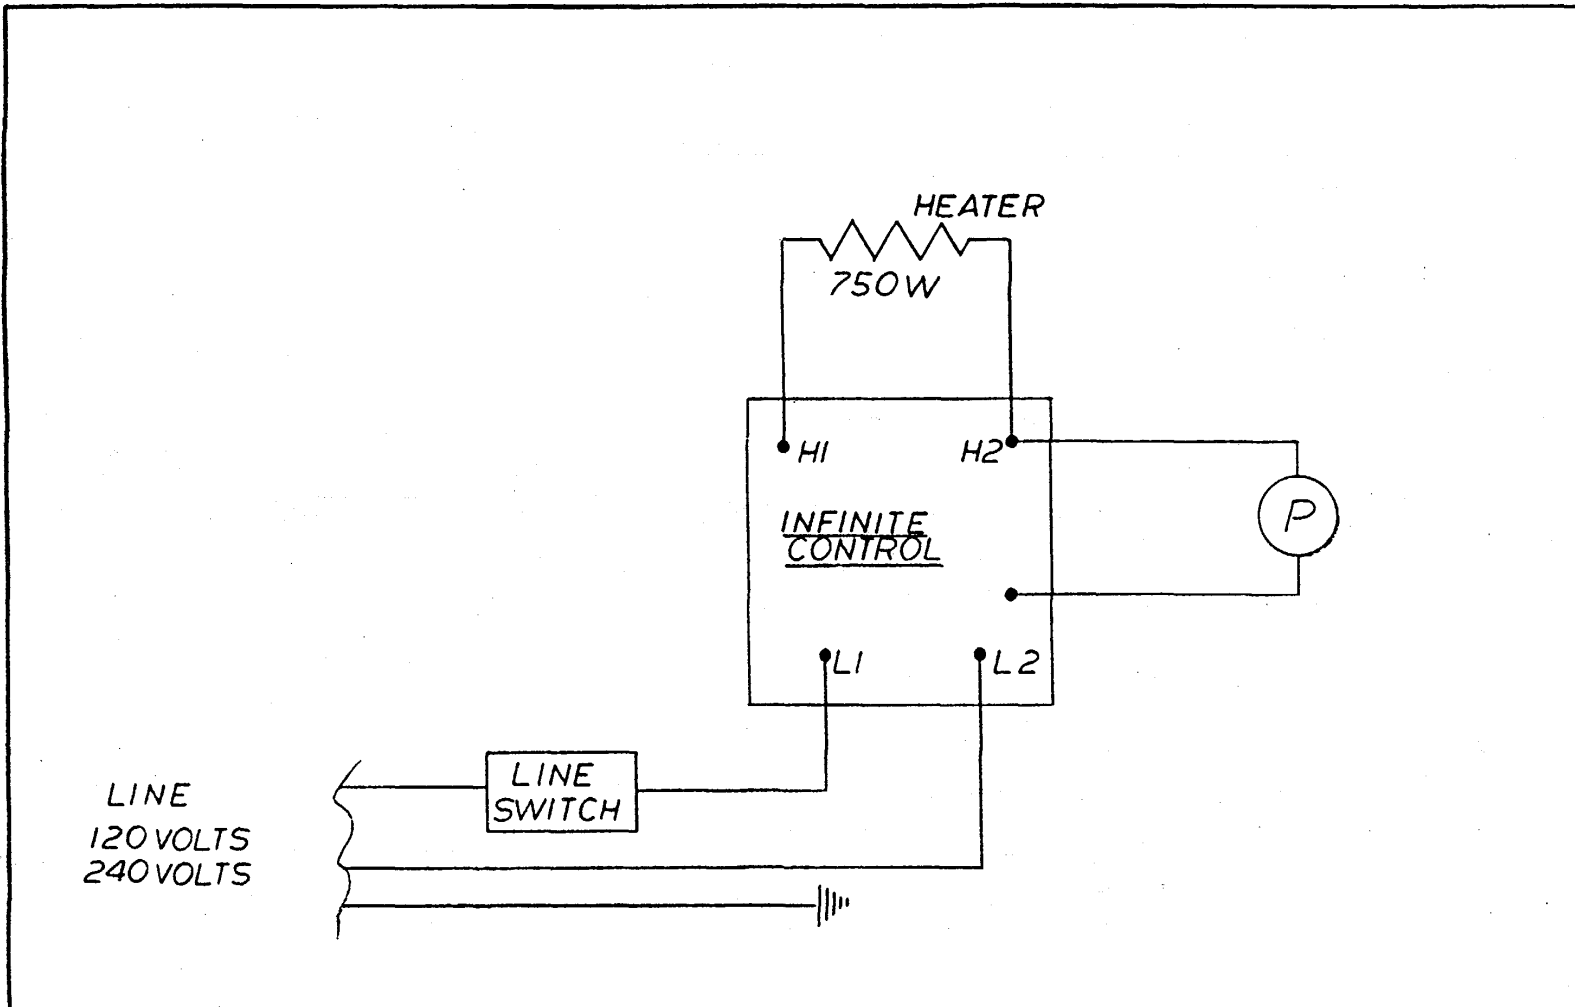 HEATER
750W
H1
H2
INFINITE
CONTROL
P
L1
L2
LINE
SWITCH
LINE
120 VOLTS
240 VOLTS